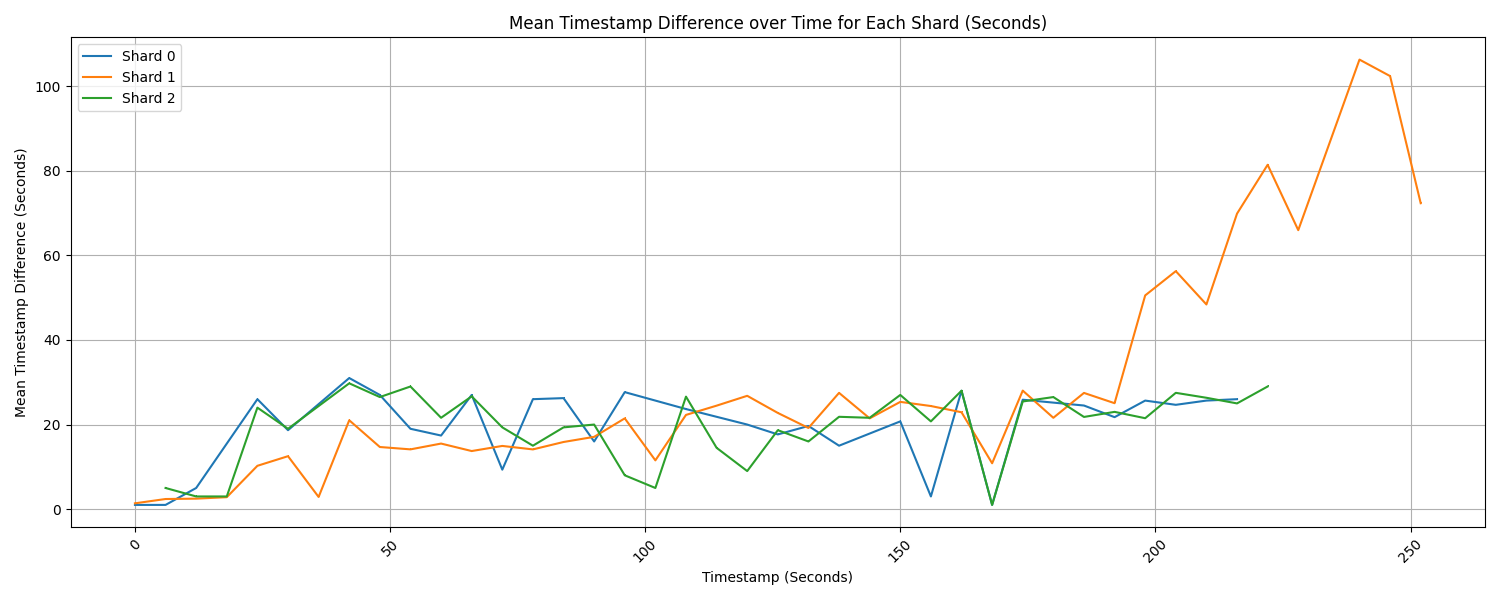 Mean Timestamp Difference over Time for Each Shard (Seconds)
Shard 0
Shard 1
Shard 2
Mean Timestamp Difference (Seconds)
100
80
60
40
20
0
0
50
100
150
200
250
Timestamp (Seconds)